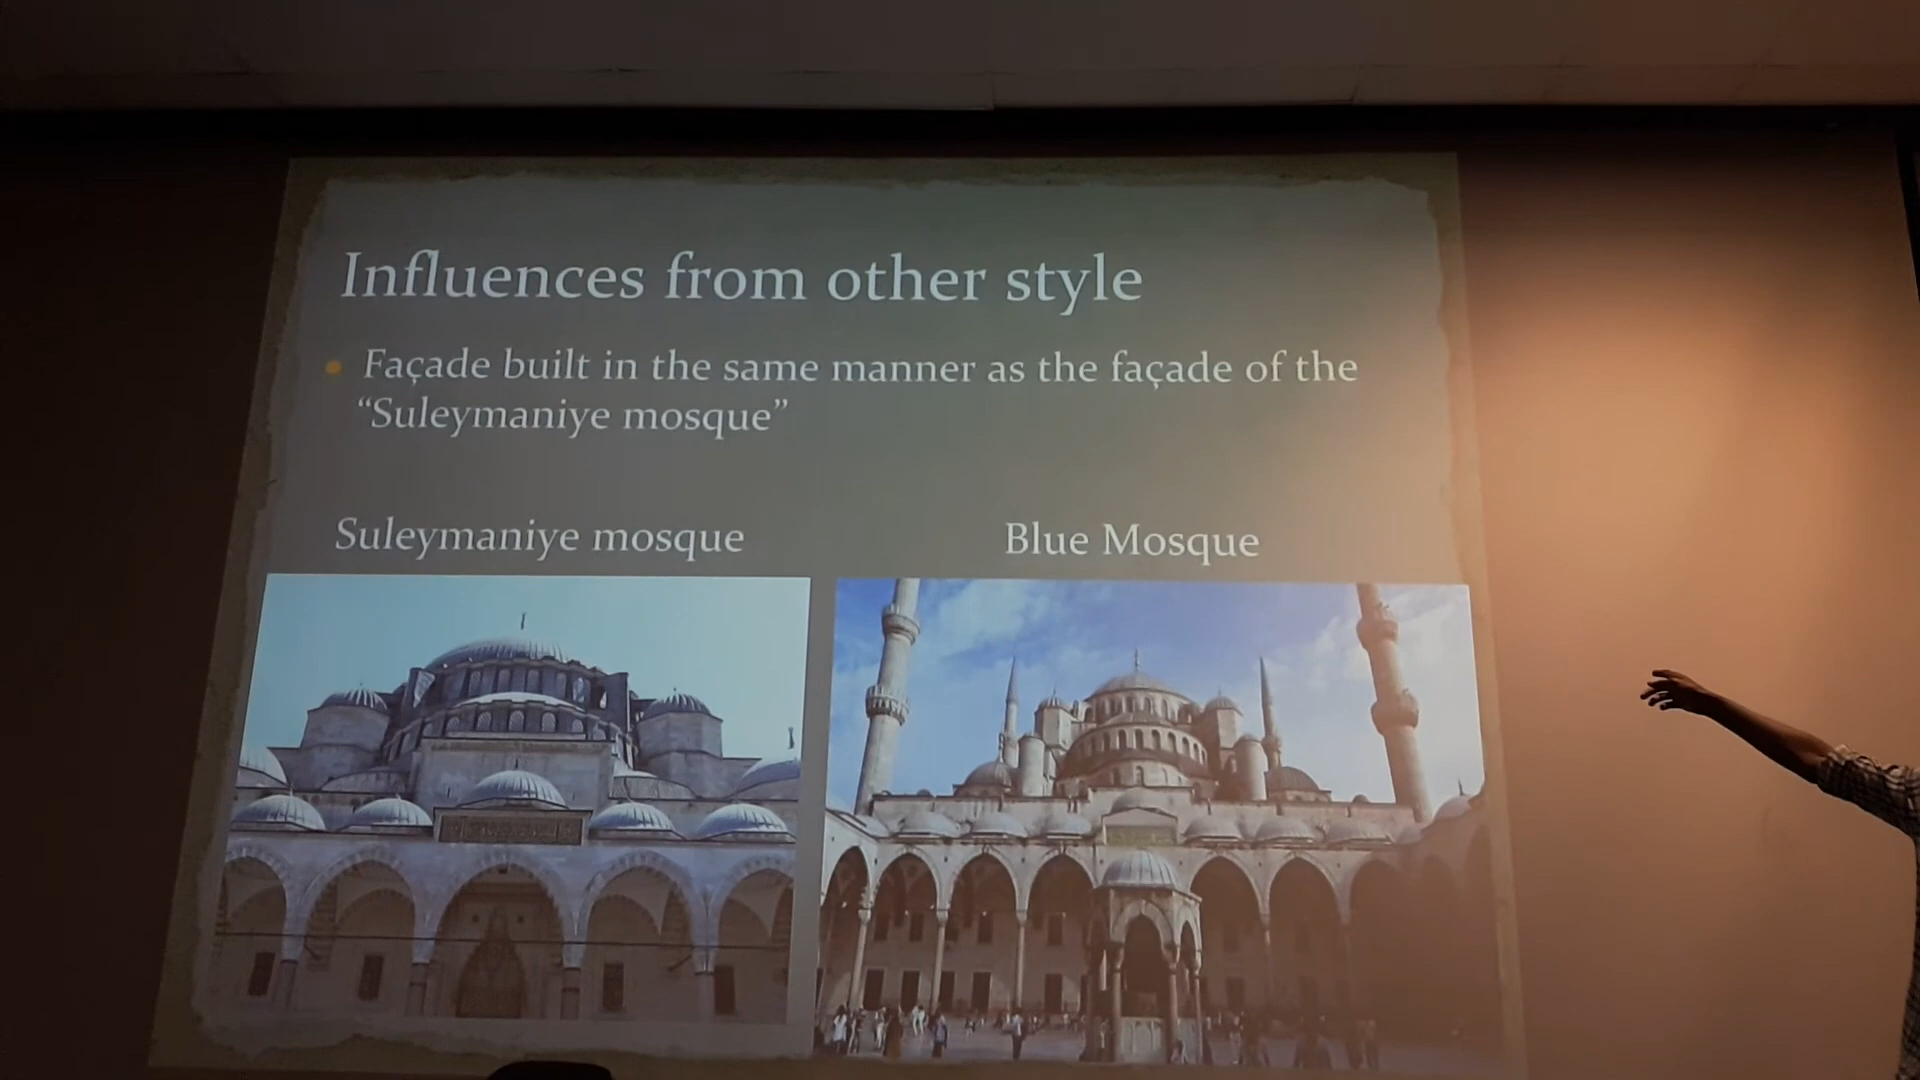 Influences from other style
Façade built in the same manner as the façade of the
“Suleymaniye mosque”
Suleymaniye mosque
Blue Mosque